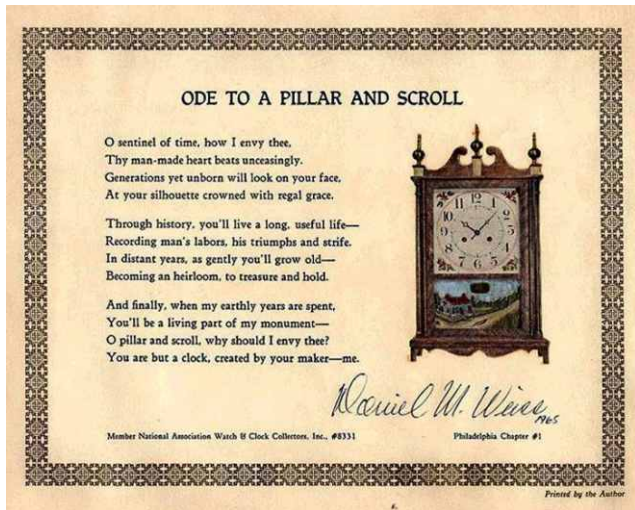 ODE TO A PILLAR AND SCROLL
O sentinel of time, how I envy thee,
Thy man-made heart beats unceasingly.
Generations yet unborn will look on your face,
At your silhouette crowned with regal grace.
Through history, you'll live a long, useful life—
Recording man's labors, his triumphs and strife.
In distant years, as gently you'll grow old—
Becoming an heirloom, to treasure and hold.
And finally, when my earthly years are spent,
You'll be a living part of my monument—
O pillar and scroll, why should I envy thee?
You are but a clock, created by your maker—me.
Daniel M. Weiss
1965
Member National Association Watch & Clock Collectors, Inc., #8331
Philadelphia Chapter #1
Printed by the Author